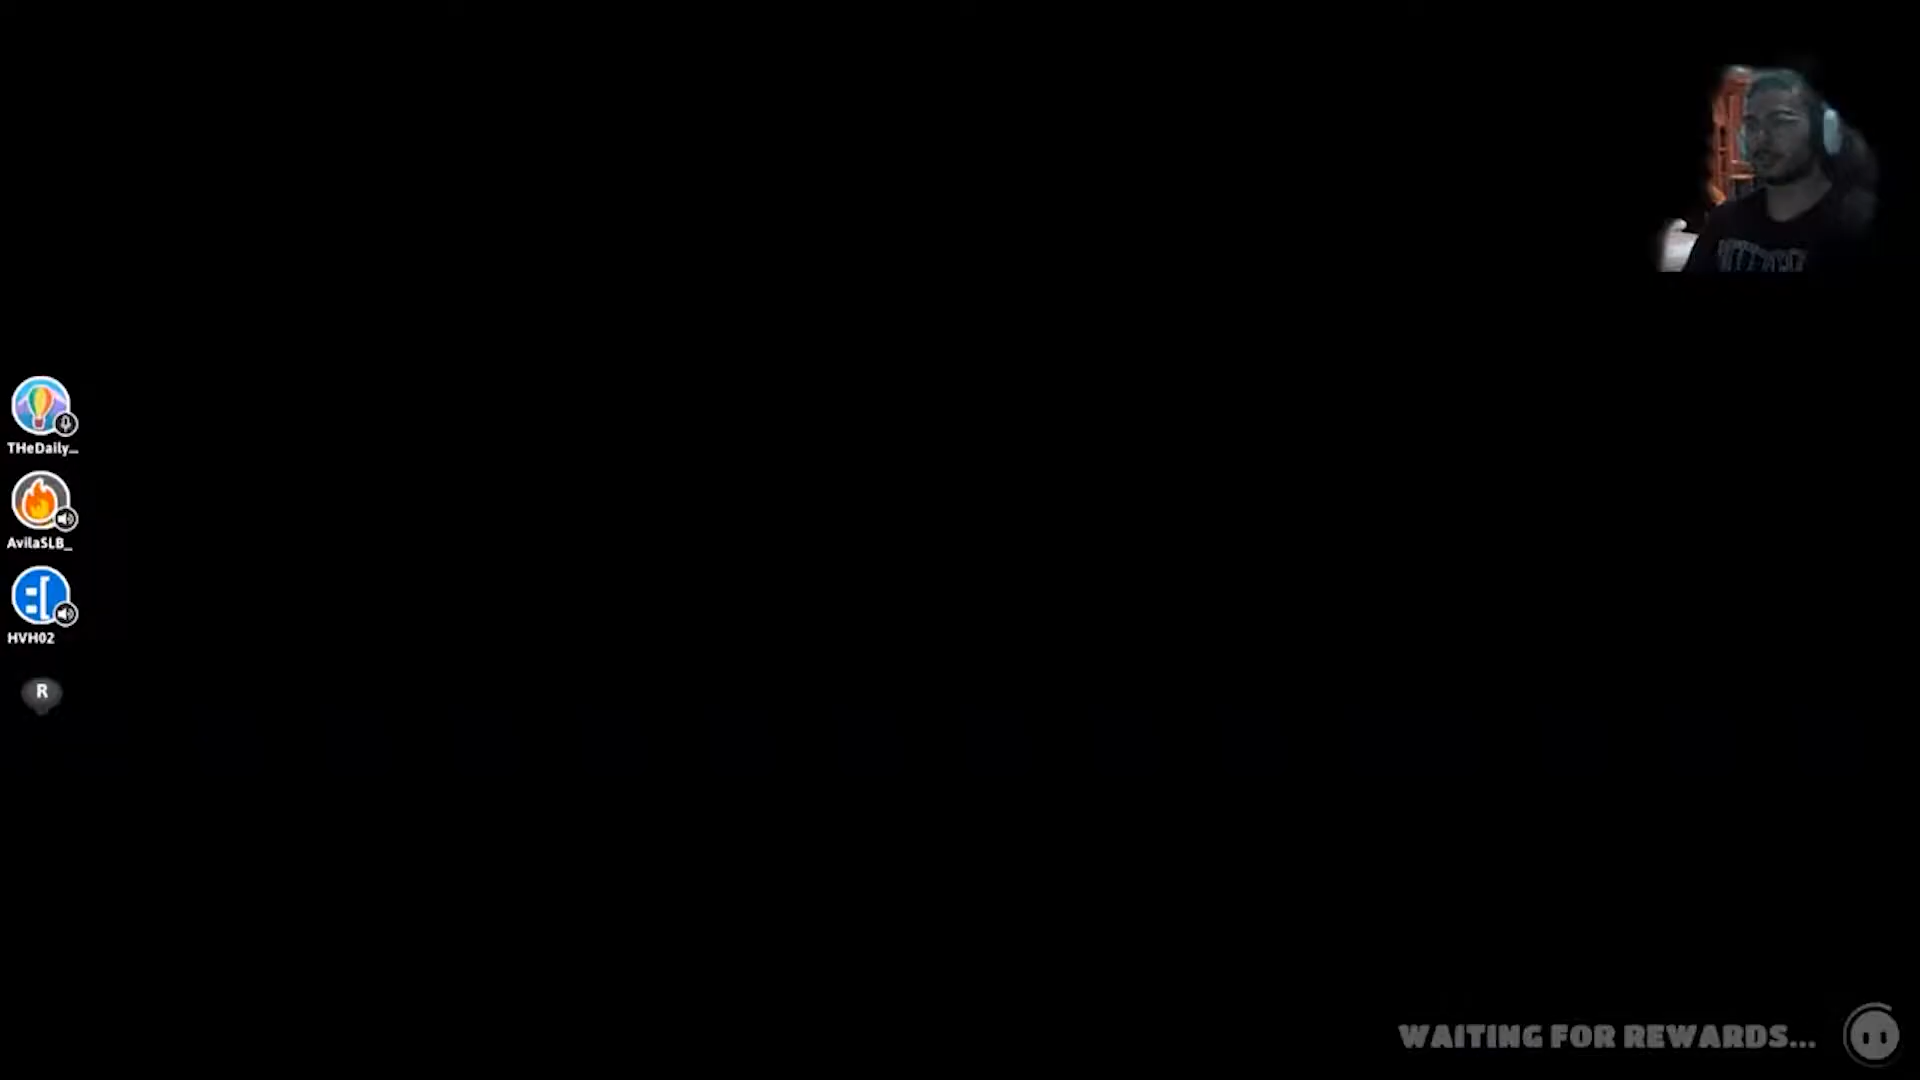 THeDaily_
AvilaSLB_
HVH02
R
WAITING FOR REWARDS...